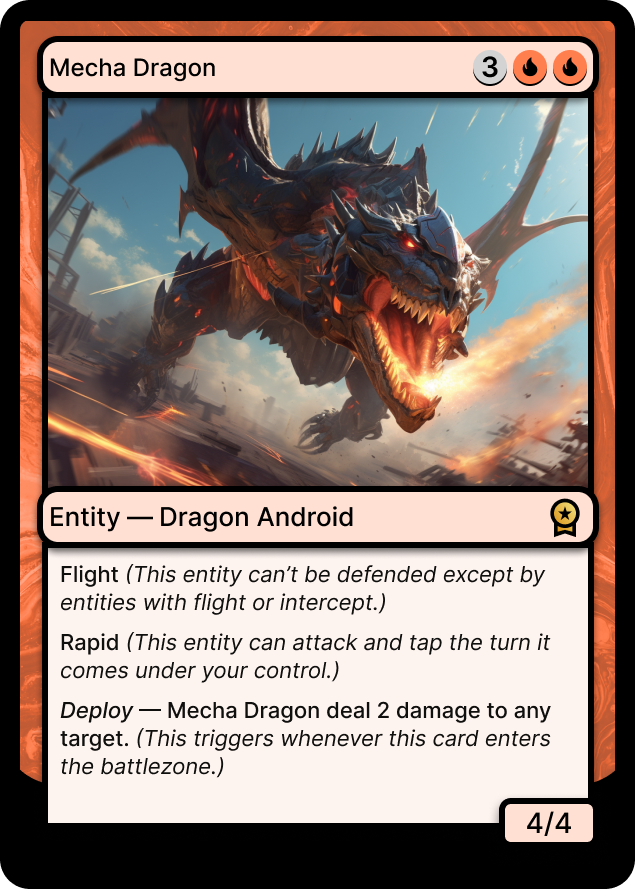 Mecha Dragon 3
Entity — Dragon Android
Flight (This entity can’t be defended except by
entities with flight or intercept.)
Rapid (This entity can attack and tap the turn it
comes under your control.)
Deploy — Mecha Dragon deal 2 damage to any
target. (This triggers whenever this card enters
the battlezone.)
4/4